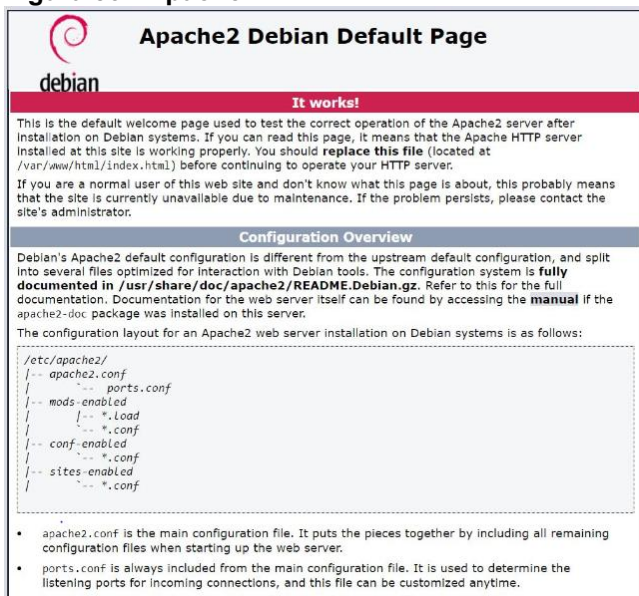 Apache2 Debian Default Page
debian
It works!
This is the default welcome page used to test the correct operation of the Apache2 server after
installation on Debian systems. If you can read this page, it means that the Apache HTTP server
installed at this site is working properly. You should replace this file (located at
/var/www/html/index.html) before continuing to operate your HTTP server.
If you are a normal user of this web site and don't know what this page is about, this probably means
that the site is currently unavailable due to maintenance. If the problem persists, please contact the
site's administrator.
Configuration Overview
Debian's Apache2 default configuration is different from the upstream default configuration, and split
into several files optimized for interaction with Debian tools. The configuration system is fully
documented in /usr/share/doc/apache2/README.Debian.gz. Refer to this for the full
documentation. Documentation for the web server itself can be found by accessing the manual if the
apache2-doc package was installed on this server.
The configuration layout for an Apache2 web server installation on Debian systems is as follows:
/etc/apache2/
|-- apache2.conf
|       `--  ports.conf
|-- mods-enabled
|       |-- *.load
|       `-- *.conf
|-- conf-enabled
|       `-- *.conf
|-- sites-enabled
|       `-- *.conf
• apache2.conf is the main configuration file. It puts the pieces together by including all remaining
configuration files when starting up the web server.
• ports.conf is always included from the main configuration file. It is used to determine the
listening ports for incoming connections, and this file can be customized anytime.